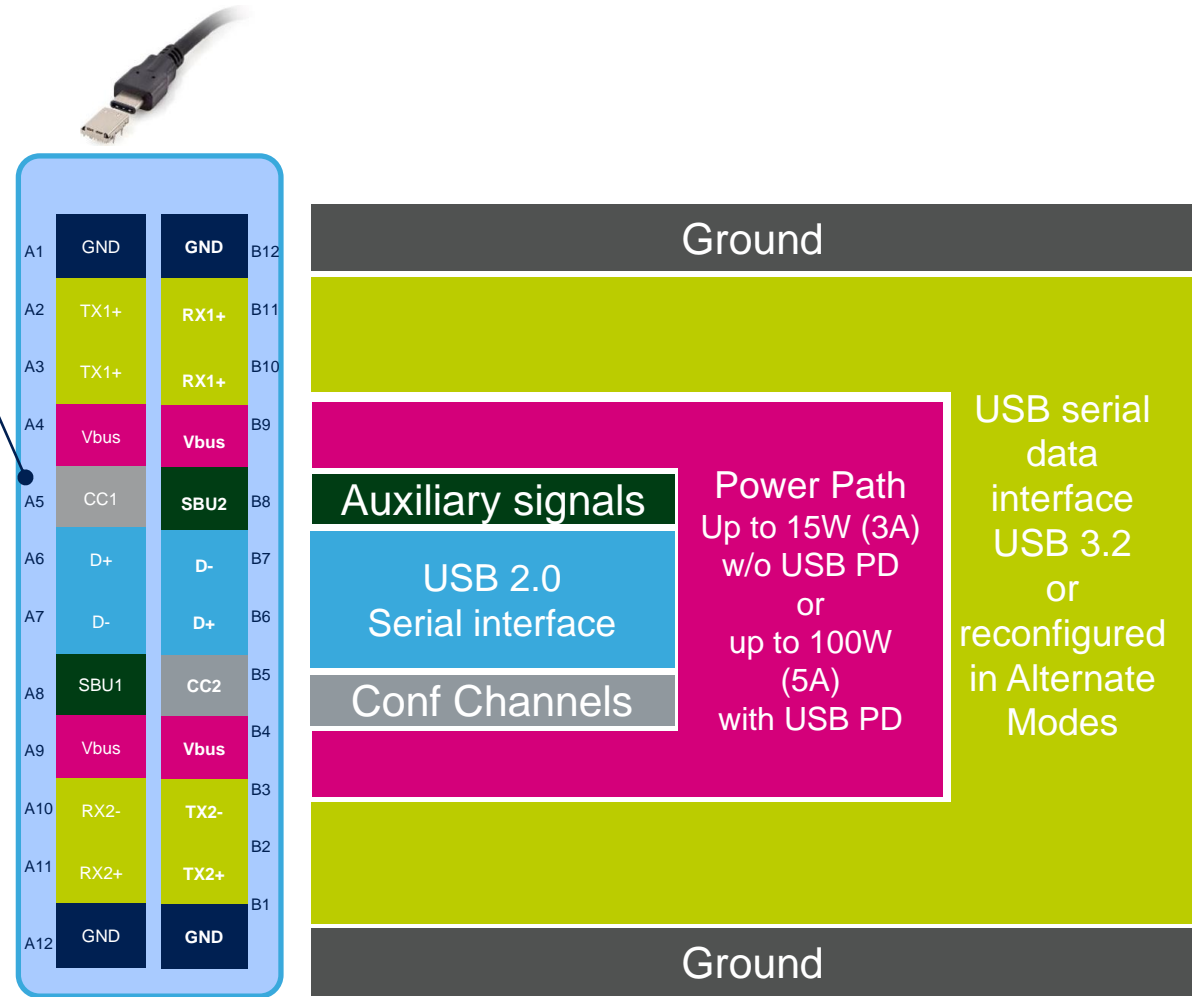 Ground
A1 GND GND B12
A2 TX1+ RX1+ B11
A3 TX1+ RX1+ B10
A4 Vbus Vbus B9
A5 CC1 SBU2 B8
A6 D+ D- B7
A7 D- D+ B6
A8 SBU1 CC2 B5
A9 Vbus Vbus B4
A10 RX2- TX2- B3
A11 RX2+ TX2+ B2
A12 GND GND B1
Auxiliary signals
USB 2.0
Serial interface
Conf Channels
Power Path
Up to 15W (3A)
w/o USB PD
or
up to 100W
(5A)
with USB PD
USB serial
data
interface
USB 3.2
or
reconfigured
in Alternate
Modes
Ground